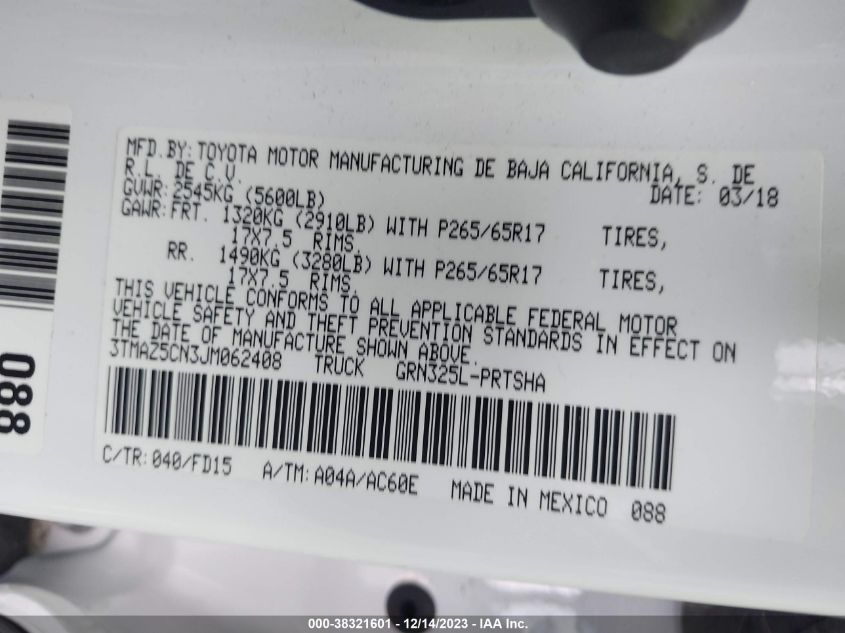 MFD.BY:TOYOTA MOTOR MANUFACTURING DE BAJA CALIFORNIA, S. DE
R.L. DE C.V. DATE: 03/18
GVWR:2545KG (5600LB)
GAWR:FRT. 1320KG (2910LB) WITH P265/65R17 TIRES,
17X7.5 RIMS,
RR. 1490KG (3280LB) WITH P265/65R17 TIRES,
17X7.5 RIMS
THIS VEHICLE CONFORMS TO ALL APPLICABLE FEDERAL MOTOR
VEHICLE SAFETY AND THEFT PREVENTION STANDARDS IN EFFECT ON
THE DATE OF MANUFACTURE SHOWN ABOVE.
3TMAZ5CN3JM062408 TRUCK GRN325L-PRTSHA
C/TR:040/FD15 A/TM:A04A/AC60E MADE IN MEXICO 088
088
000-38321601 - 12/14/2023 - IAA Inc.